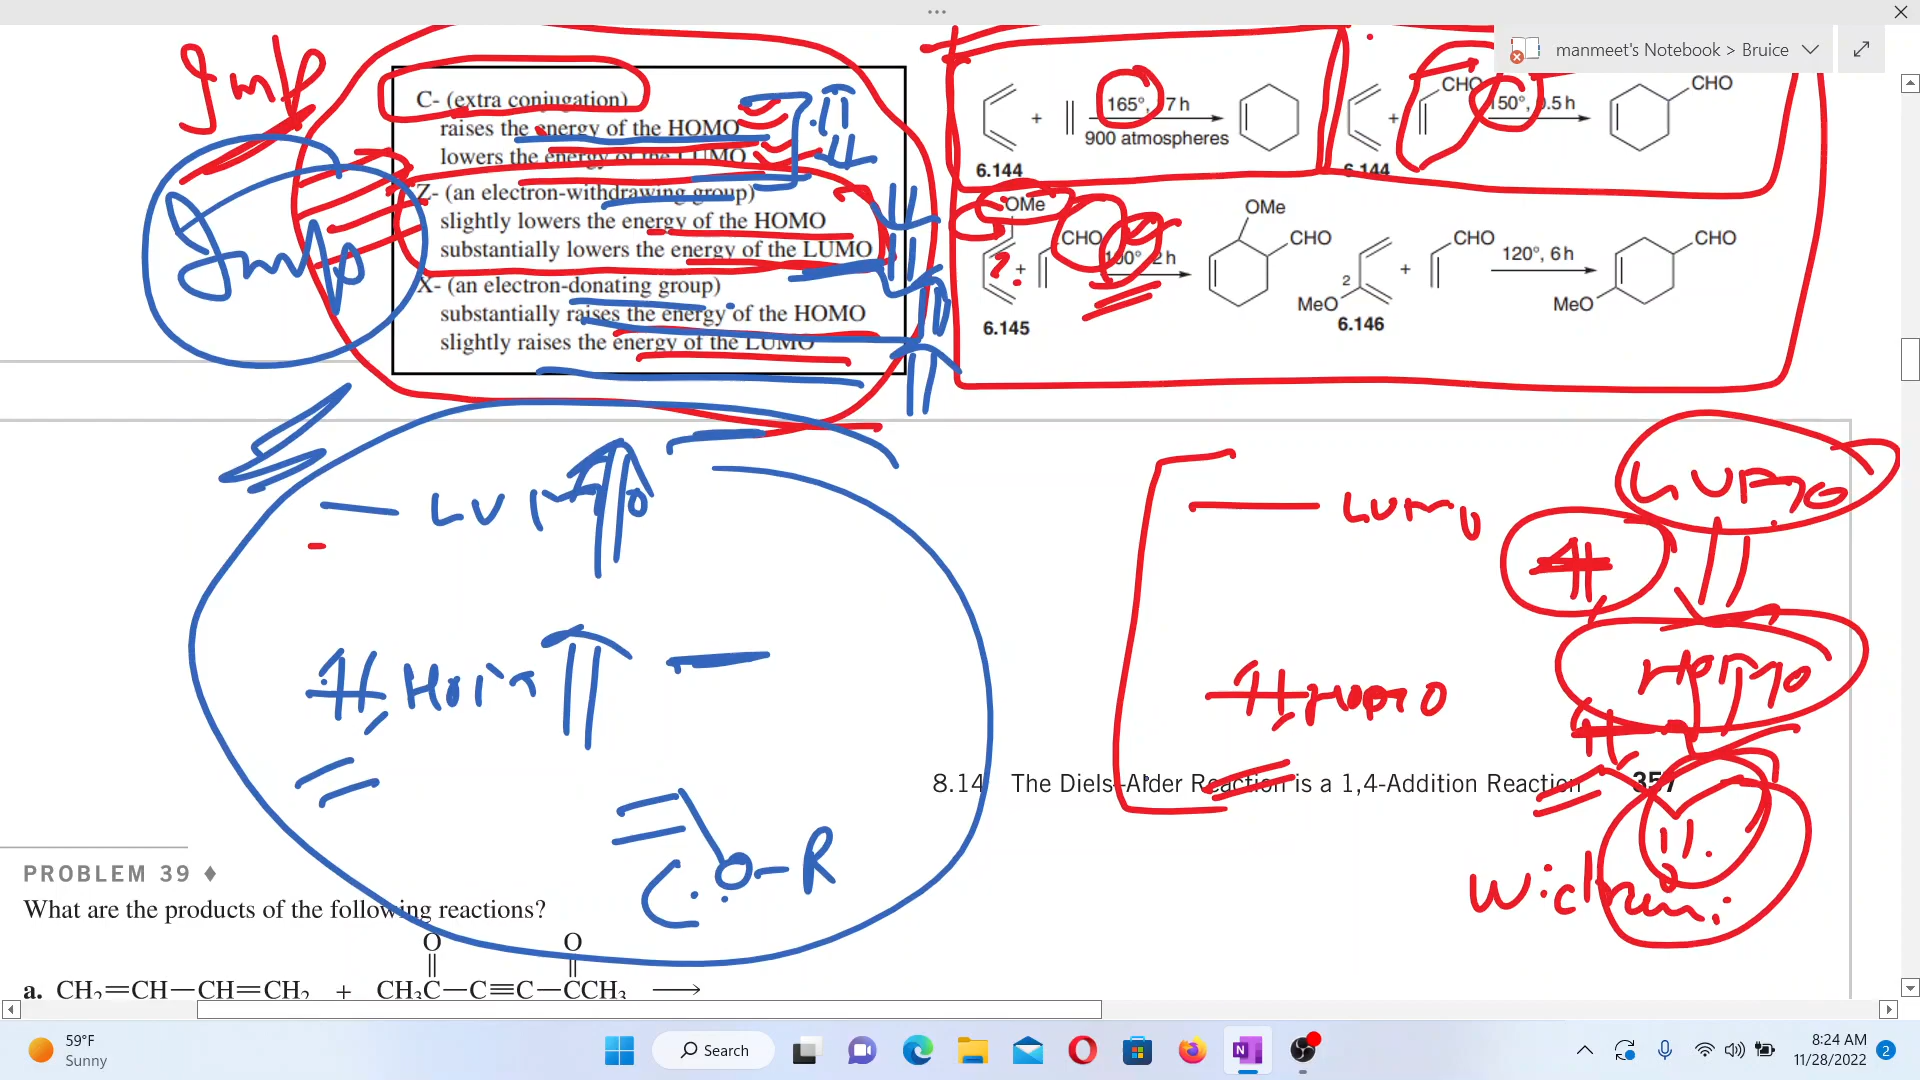 manmeet's Notebook > Bruice
Imp
C- (extra conjugation)
raises the energy of the HOMO
lowers the energy of the LUMO
Z- (an electron-withdrawing group)
slightly lowers the energy of the HOMO
substantially lowers the energy of the LUMO
X- (an electron-donating group)
substantially raises the energy of the HOMO
slightly raises the energy of the LUMO
Imp
+
165°, 17 h
900 atmospheres
6.144
+
CHO
150°, 0.5 h
CHO
6.144
OMe
+
CHO
100°, 2 h
OMe
CHO
6.145
2
MeO
+
CHO
120°, 6 h
CHO
MeO
6.146
LUMO
HOMO
O-R
LUMO
HOMO
LUMO
HOMO
8.14 The Diels–Alder Reaction is a 1,4-Addition Reaction 357
PROBLEM 39 ♦
What are the products of the following reactions?
O O
a. CH₂=CH—CH=CH₂ + CH₃C—C≡C—CCH₃
59°F
Sunny
Search
8:24 AM
11/28/2022
2